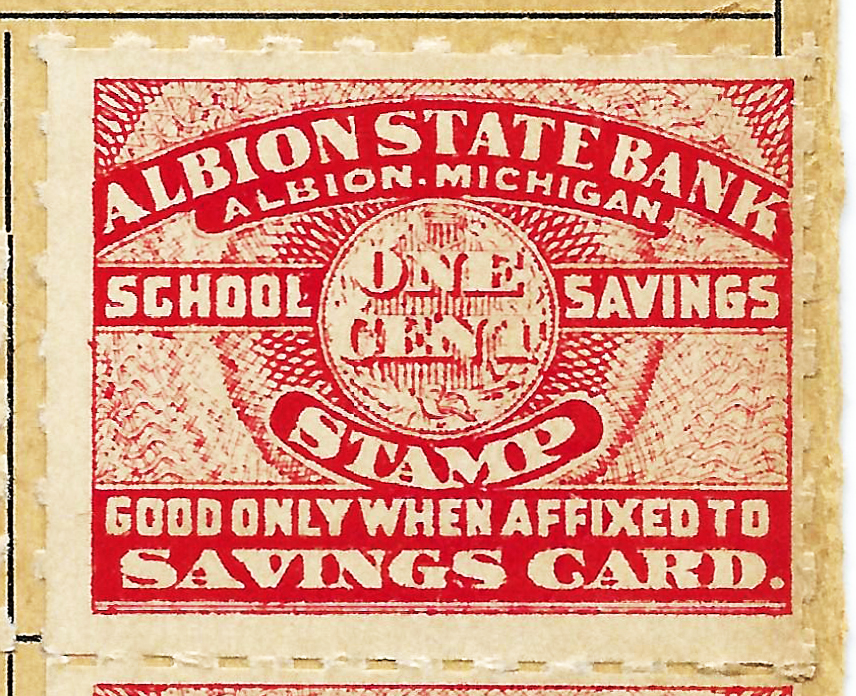 ALBION STATE BANK
ALBION. MICHIGAN
SCHOOL SAVINGS
ONE
CENT
STAMP
GOOD ONLY WHEN AFFIXED TO
SAVINGS CARD.